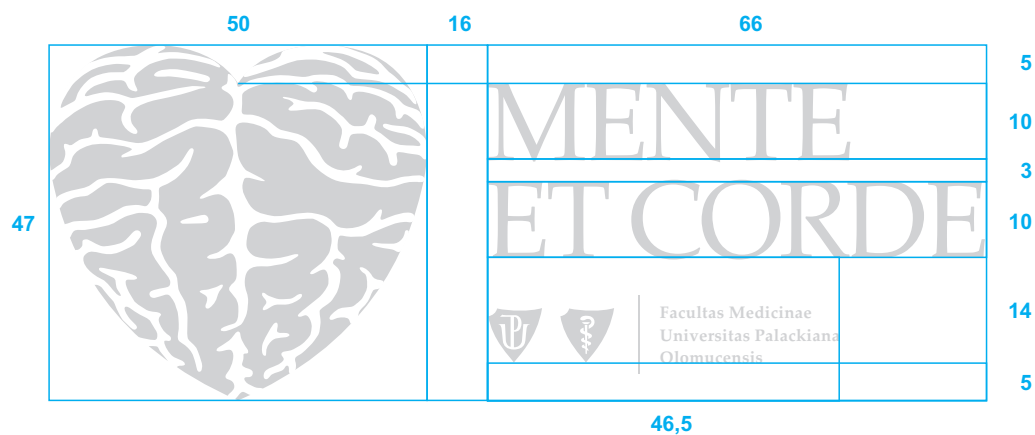 50 16 66
5
MENTE
10
3
ET CORDE
10
47
14
Facultas Medicinae
Universitas Palackiana
Olomucensis
5
46,5